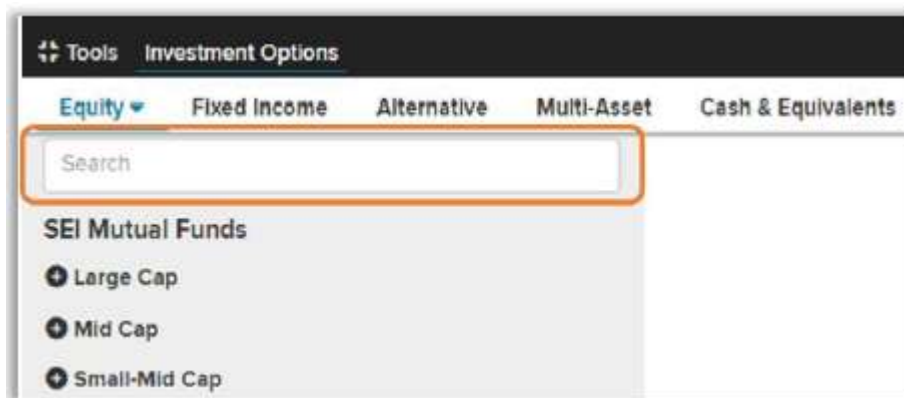 Tools Investment Options
Equity Fixed Income Alternative Multi-Asset Cash & Equivalents
Search
SEI Mutual Funds
Large Cap
Mid Cap
Small-Mid Cap